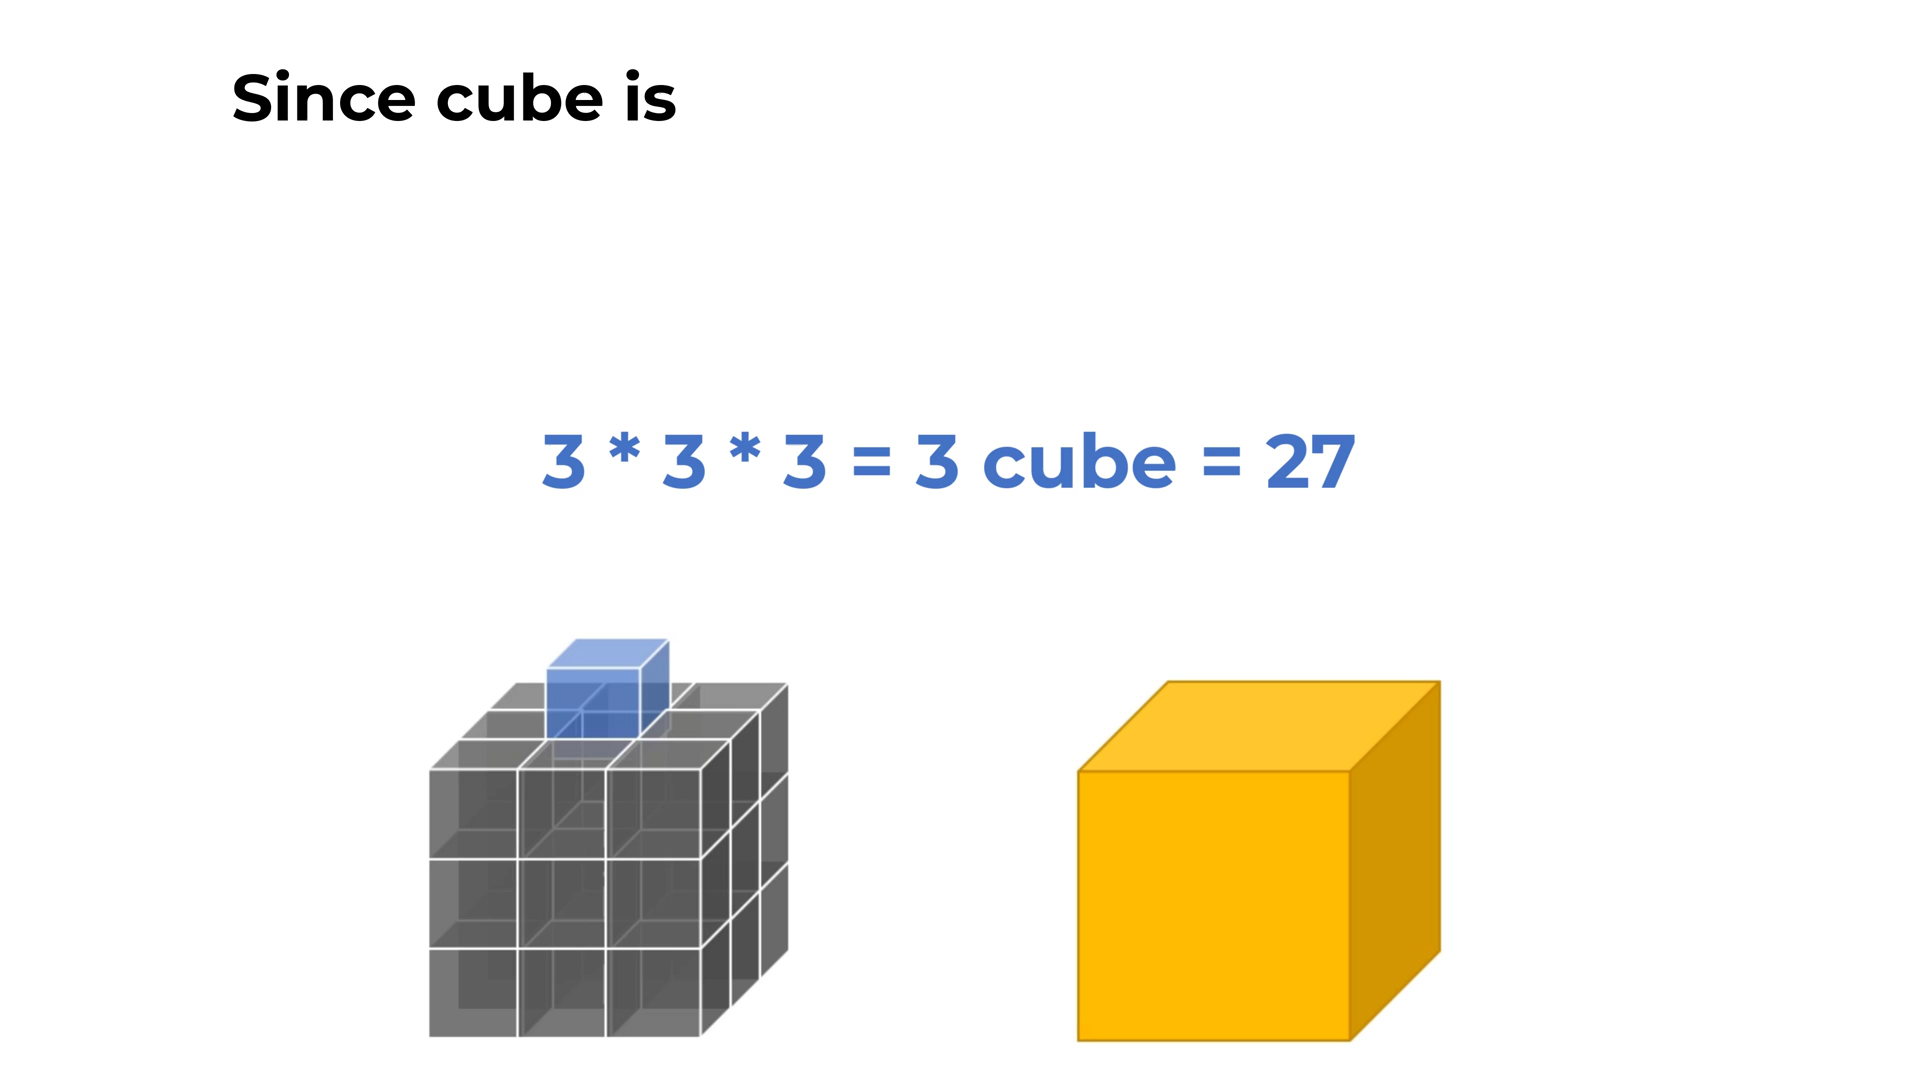 Since cube is
3 * 3 * 3 = 3 cube = 27